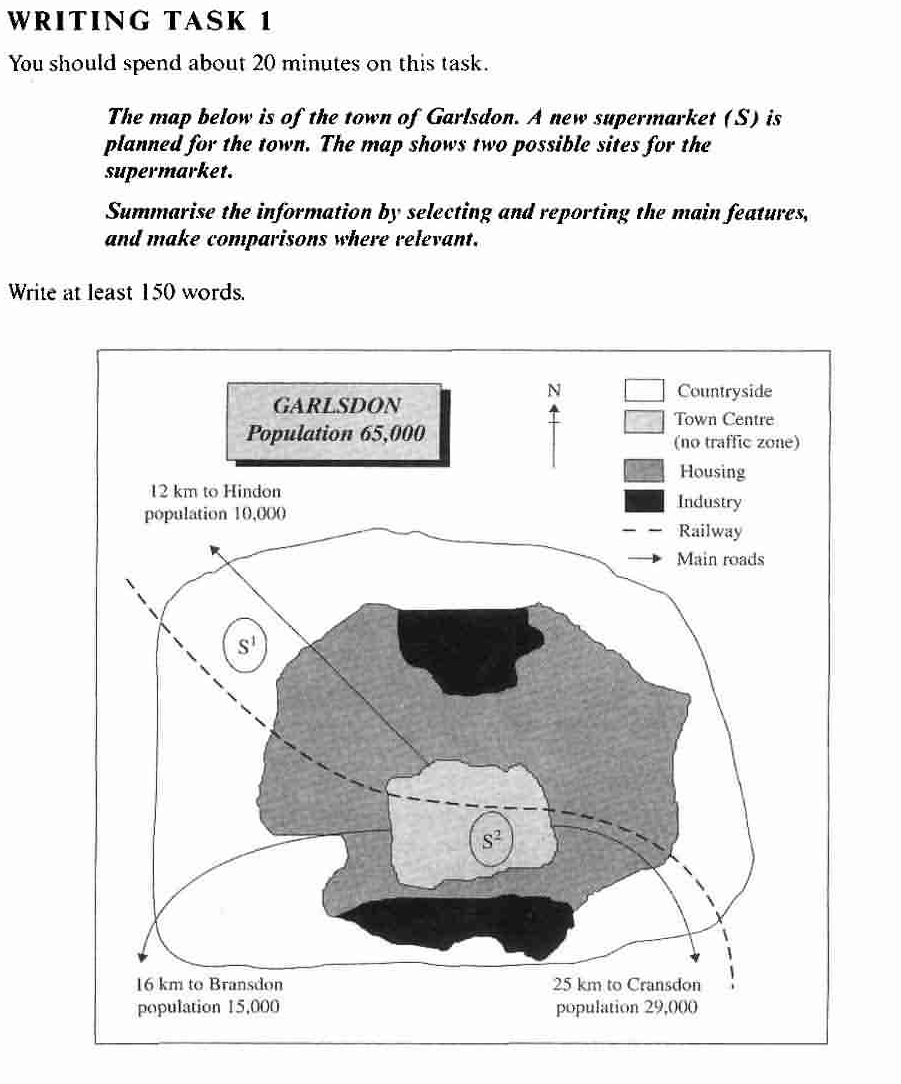 WRITING TASK 1
You should spend about 20 minutes on this task.
The map below is of the town of Garlsdon. A new supermarket (S) is
planned for the town. The map shows two possible sites for the
supermarket.
Summarise the information by selecting and reporting the main features,
and make comparisons where relevant.
Write at least 150 words.
GARLSDON
Population 65,000
N
Countryside
Town Centre
(no traffic zone)
Housing
Industry
Railway
Main roads
12 km to Hindon
population 10,000
S¹
S²
16 km to Bransdon
population 15,000
25 km to Cransdon
population 29,000